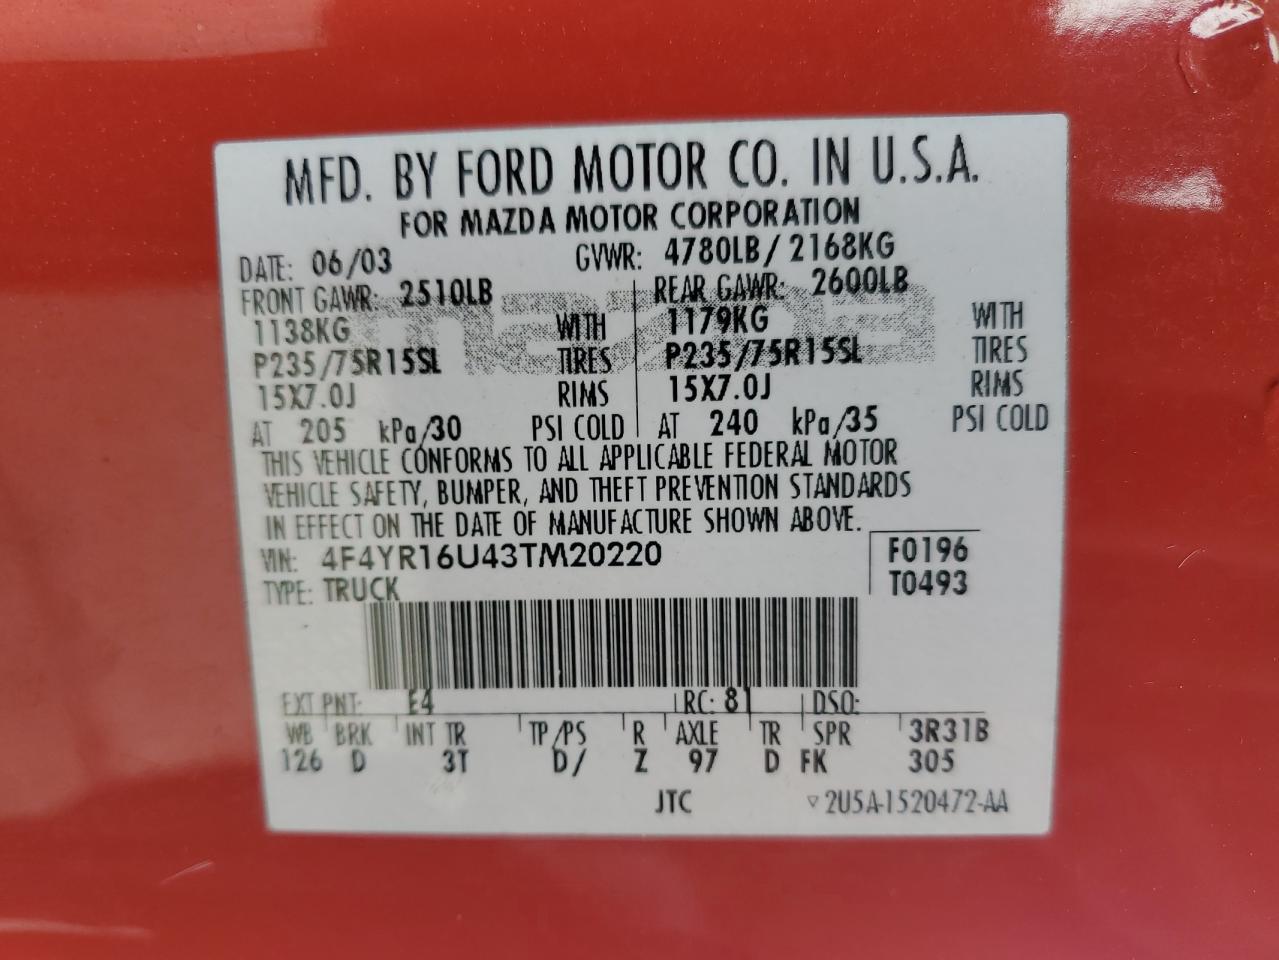 MFD. BY FORD MOTOR CO. IN U.S.A.
FOR MAZDA MOTOR CORPORATION
DATE: 06/03 GVWR: 4780LB/ 2168KG
FRONT GAWR: 2510LB REAR GAWR: 2600LB
1138KG WITH 1179KG WITH
P235/75R15SL TIRES P235/75R15SL TIRES
15X7.0J RIMS 15X7.0J RIMS
AT 205 kPa/30 PSI COLD AT 240 kPa/35 PSI COLD
THIS VEHICLE CONFORMS TO ALL APPLICABLE FEDERAL MOTOR
VEHICLE SAFETY, BUMPER, AND THEFT PREVENTION STANDARDS
IN EFFECT ON THE DATE OF MANUFACTURE SHOWN ABOVE.
VIN: 4F4YR16U43TM20220 F0196
TYPE: TRUCK T0493
EXT PNT: E4 RC: 81 DSO:
WB BRK INT TR TP/PS R AXLE TR SPR 3R31B
126 D 3T D/ Z 97 D FK 305
JTC ▽2U5A-1520472-AA